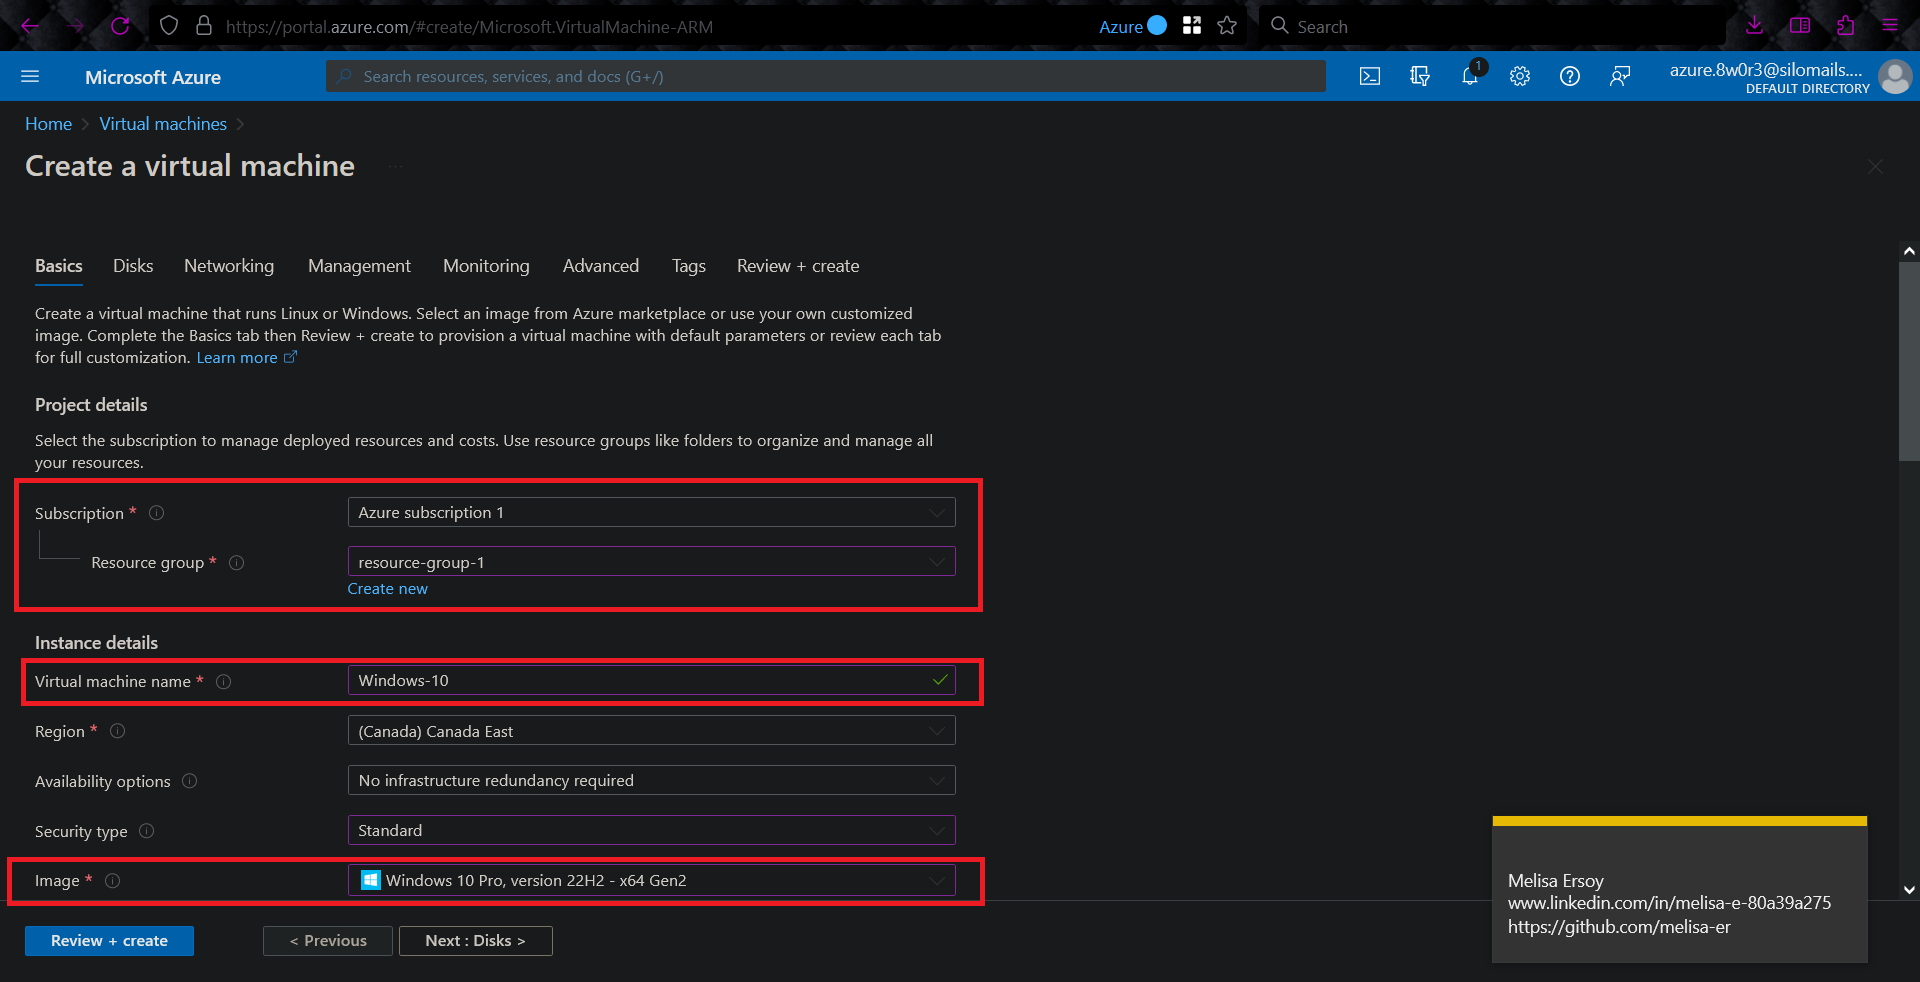 https://portal.azure.com/#create/Microsoft.VirtualMachine-ARM
Azure
Search
Microsoft Azure
Search resources, services, and docs (G+/)
1
azure.8w0r3@silomails....
DEFAULT DIRECTORY
Home > Virtual machines >
Create a virtual machine ...
Basics Disks Networking Management Monitoring Advanced Tags Review + create
Create a virtual machine that runs Linux or Windows. Select an image from Azure marketplace or use your own customized
image. Complete the Basics tab then Review + create to provision a virtual machine with default parameters or review each tab
for full customization. Learn more
Project details
Select the subscription to manage deployed resources and costs. Use resource groups like folders to organize and manage all
your resources.
Subscription * Azure subscription 1
Resource group * resource-group-1
Create new
Instance details
Virtual machine name * Windows-10
Region * (Canada) Canada East
Availability options No infrastructure redundancy required
Security type Standard
Image * Windows 10 Pro, version 22H2 - x64 Gen2
Review + create < Previous Next : Disks >
Melisa Ersoy
www.linkedin.com/in/melisa-e-80a39a275
https://github.com/melisa-er